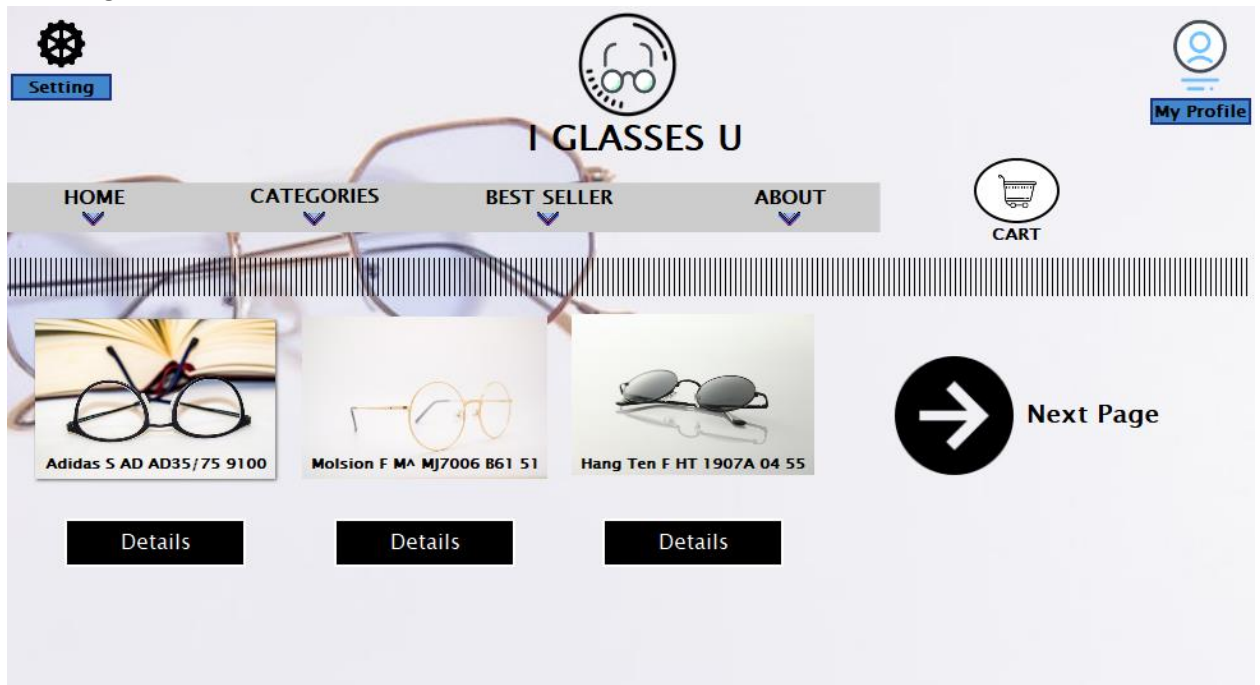 Setting
My Profile
I GLASSES U
HOME CATEGORIES BEST SELLER ABOUT
CART
Adidas S AD AD35/75 9100 Molsion F M^ MJ7006 B61 51 Hang Ten F HT 1907A 04 55
Next Page
Details Details Details